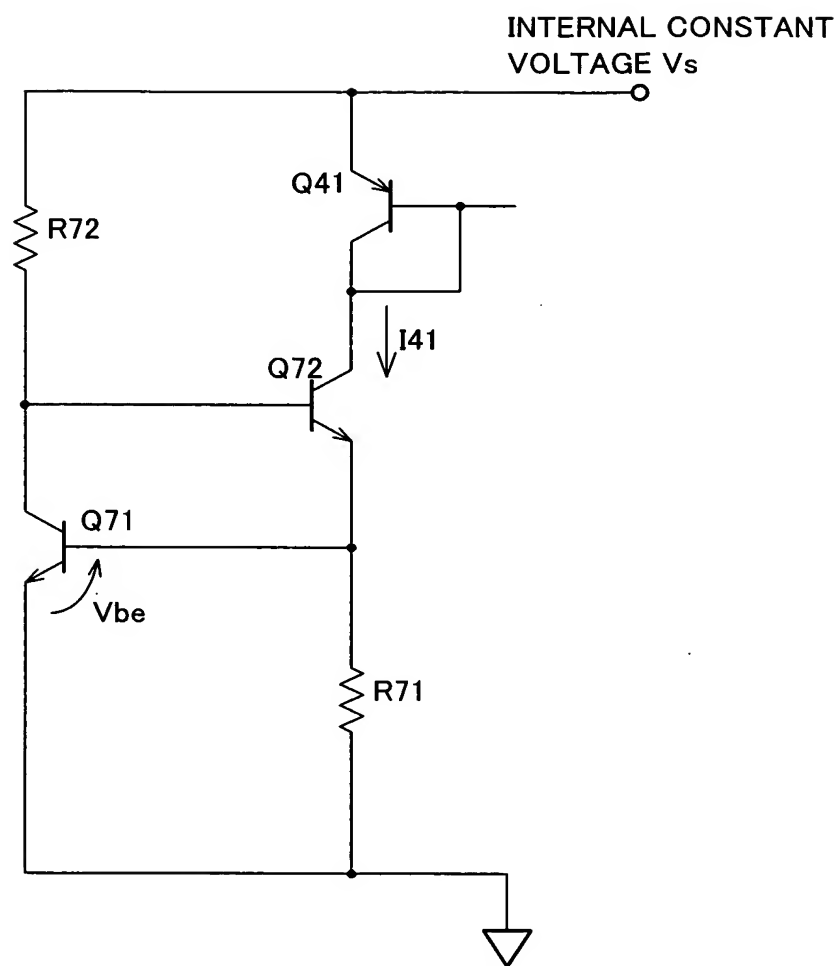 INTERNAL CONSTANT
VOLTAGE Vs
Q41
R72
I41
Q72
Q71
Vbe
R71